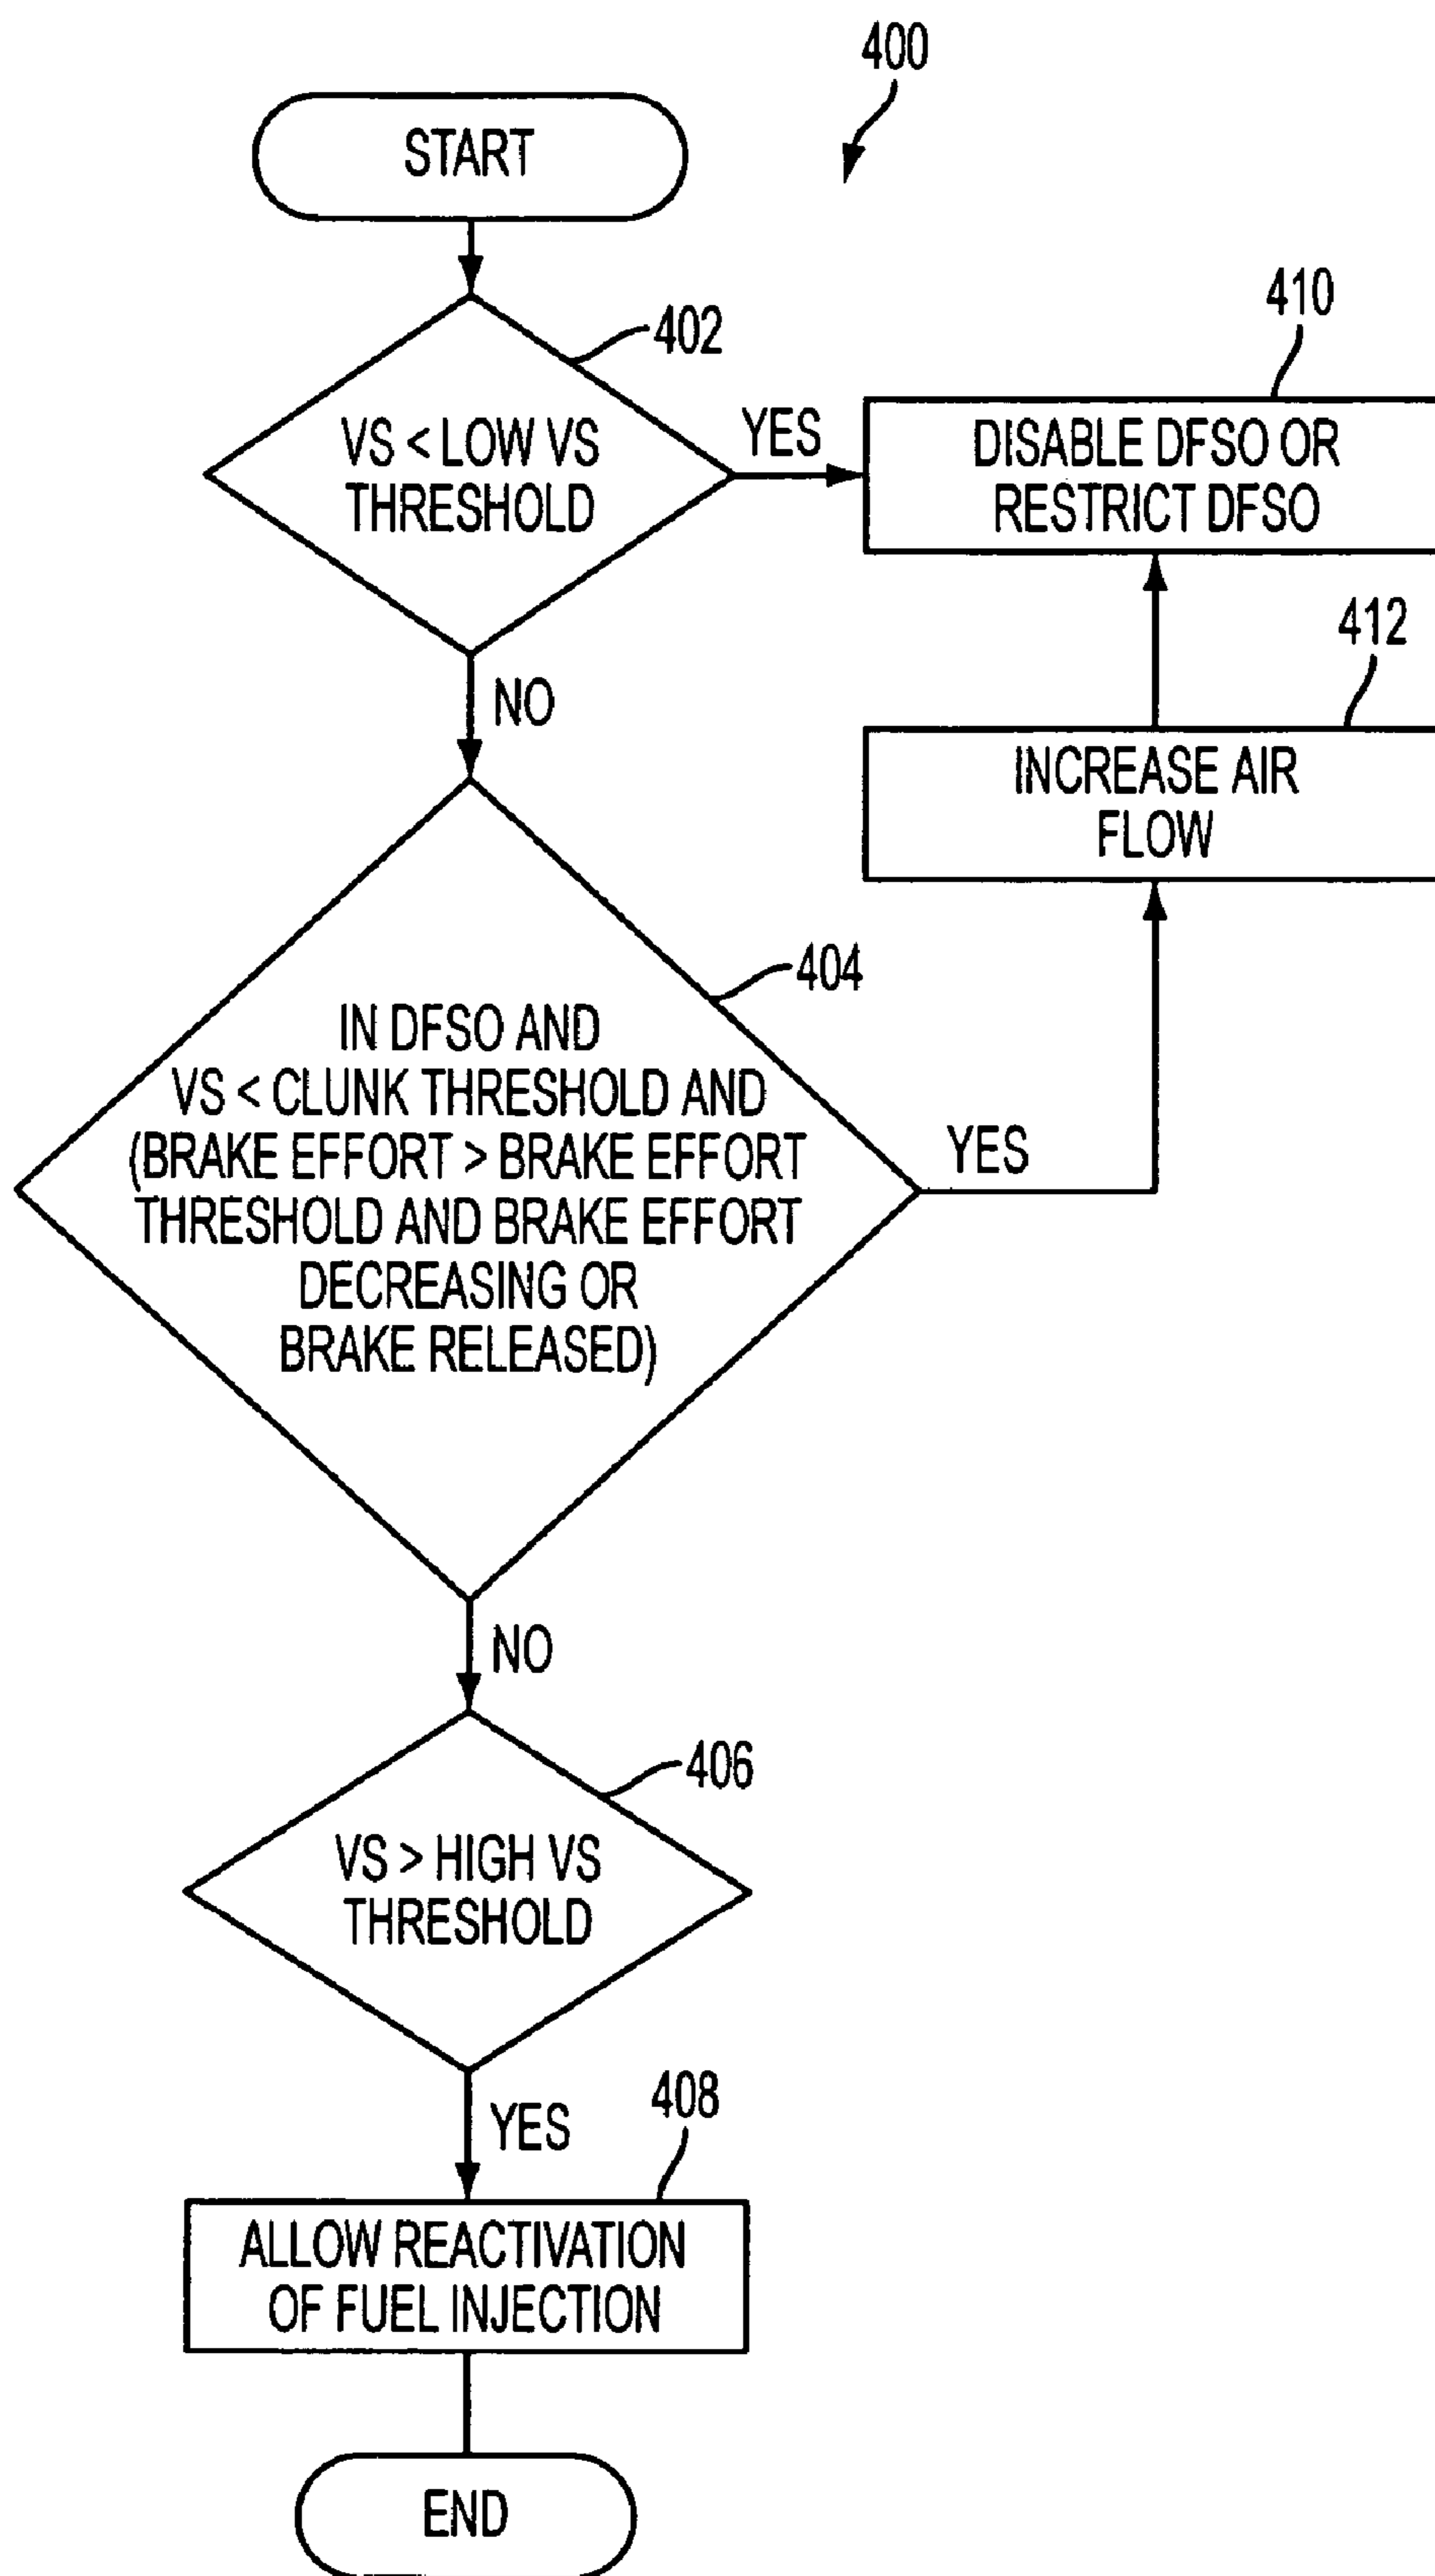 400
START
402
VS < LOW VS
THRESHOLD
YES
410
DISABLE DFSO OR
RESTRICT DFSO
NO
412
INCREASE AIR
FLOW
404
IN DFSO AND
VS < CLUNK THRESHOLD AND
(BRAKE EFFORT > BRAKE EFFORT
THRESHOLD AND BRAKE EFFORT
DECREASING OR
BRAKE RELEASED)
YES
NO
406
VS > HIGH VS
THRESHOLD
YES
408
ALLOW REACTIVATION
OF FUEL INJECTION
END